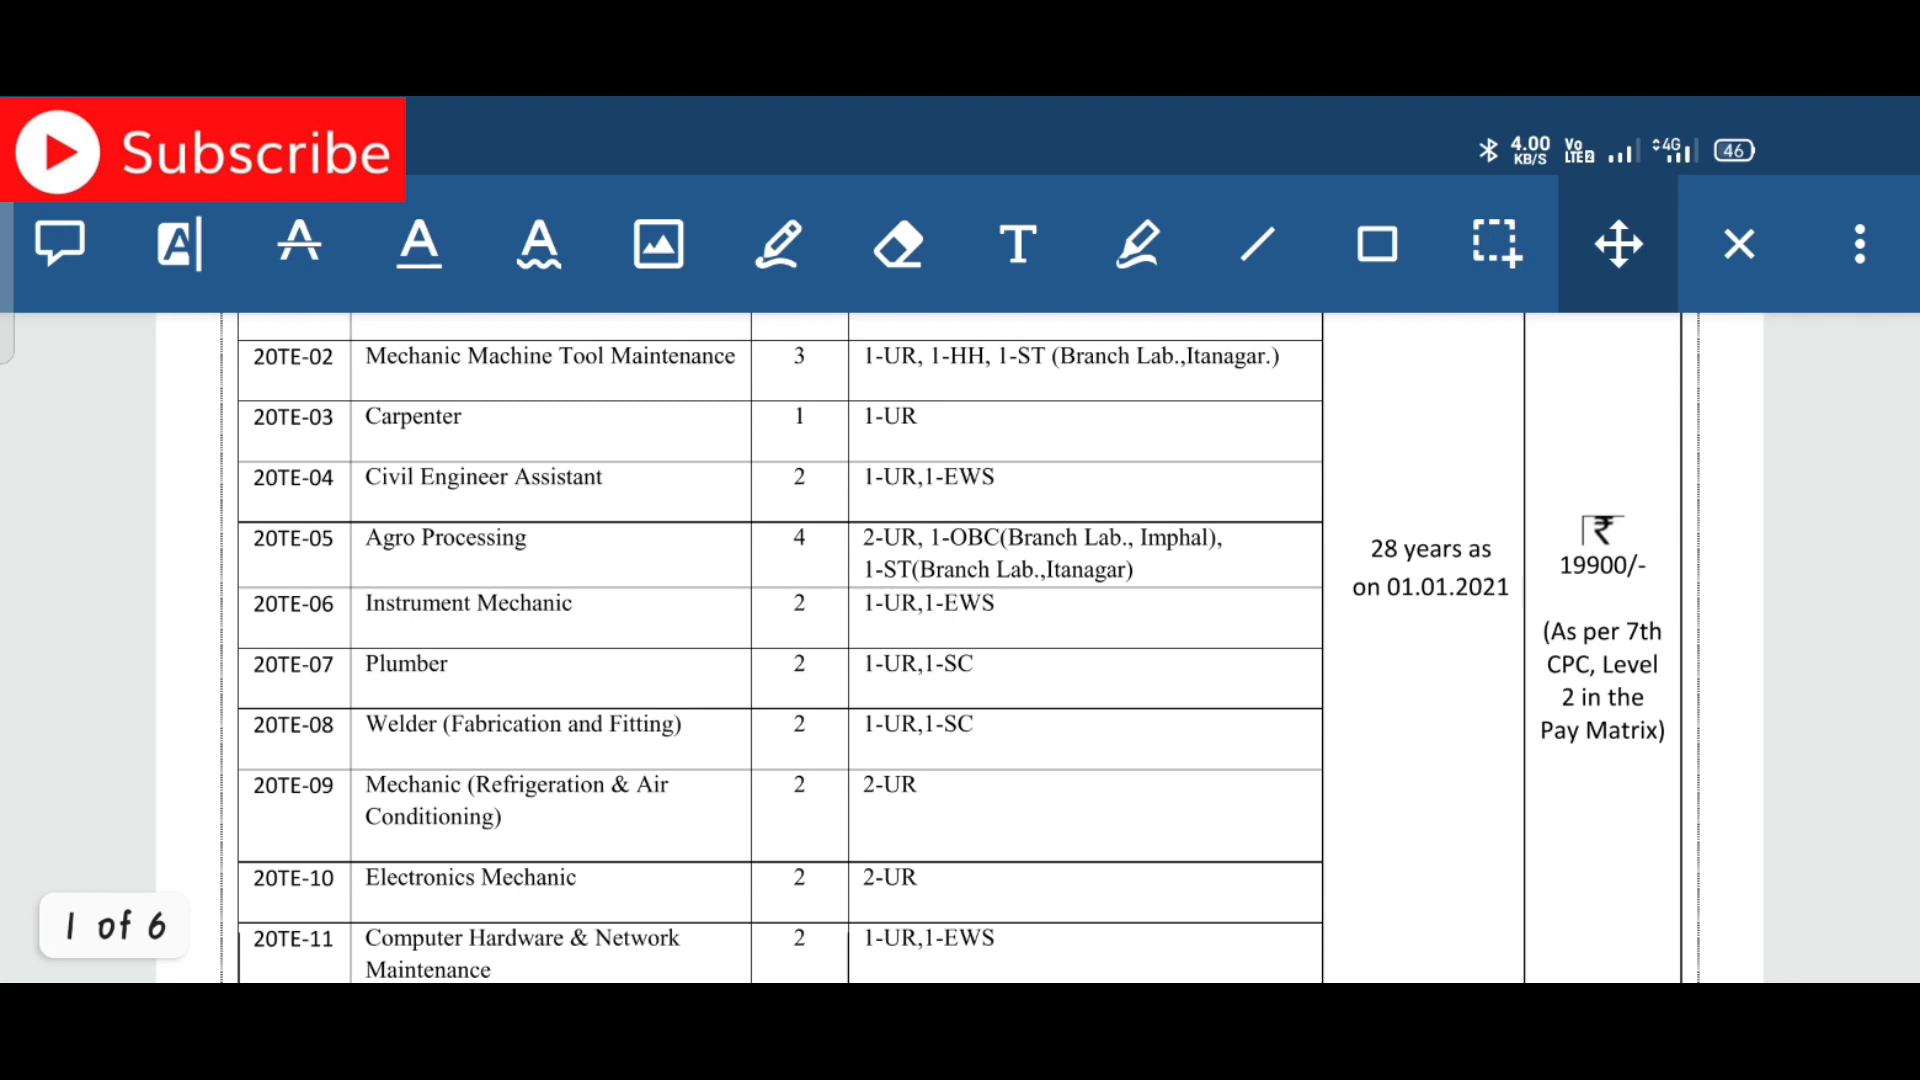 Subscribe
4.00 KB/S Vo LTE2 4G 46
A A A A T
20TE-02 Mechanic Machine Tool Maintenance 3 1-UR, 1-HH, 1-ST (Branch Lab.,Itanagar.)
20TE-03 Carpenter 1 1-UR
20TE-04 Civil Engineer Assistant 2 1-UR,1-EWS
20TE-05 Agro Processing 4 2-UR, 1-OBC(Branch Lab., Imphal),
1-ST(Branch Lab.,Itanagar)
20TE-06 Instrument Mechanic 2 1-UR,1-EWS
20TE-07 Plumber 2 1-UR,1-SC
20TE-08 Welder (Fabrication and Fitting) 2 1-UR,1-SC
20TE-09 Mechanic (Refrigeration & Air 2 2-UR
Conditioning)
20TE-10 Electronics Mechanic 2 2-UR
20TE-11 Computer Hardware & Network 2 1-UR,1-EWS
Maintenance
28 years as
on 01.01.2021
₹
19900/-
(As per 7th
CPC, Level
2 in the
Pay Matrix)
1 of 6